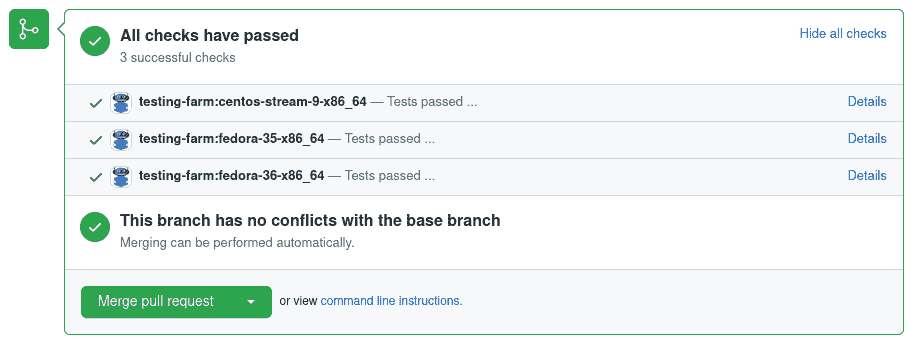 All checks have passed
Hide all checks
3 successful checks
testing-farm:centos-stream-9-x86_64 — Tests passed ...
Details
testing-farm:fedora-35-x86_64 — Tests passed ...
Details
testing-farm:fedora-36-x86_64 — Tests passed ...
Details
This branch has no conflicts with the base branch
Merging can be performed automatically.
Merge pull request
or view command line instructions.